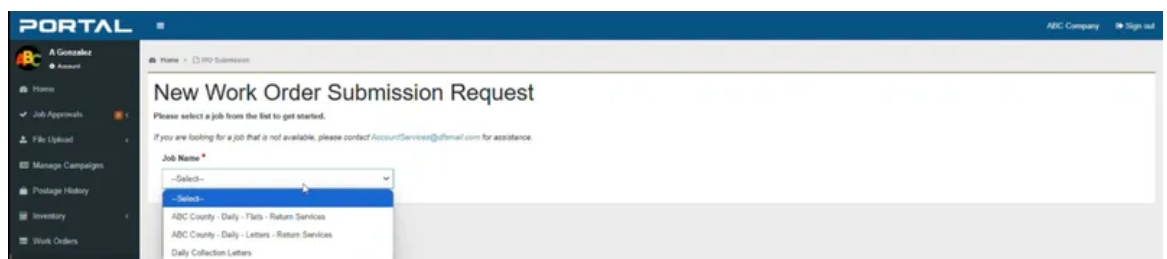 PORTAL
ABC Company Sign out
ABC
A Gonzalez
Account
Home > WO Submission
Home
New Work Order Submission Request
Job Approvals
Please select a job from the list to get started.
File Upload
If you are looking for a job that is not available, please contact AccountServices@dfsmail.com for assistance.
Manage Campaigns
Job Name *
--Select--
Postage History
--Select--
Inventory
ABC County - Daily - Flats - Return Services
Work Orders
ABC County - Daily - Letters - Return Services
Daily Collection Letters